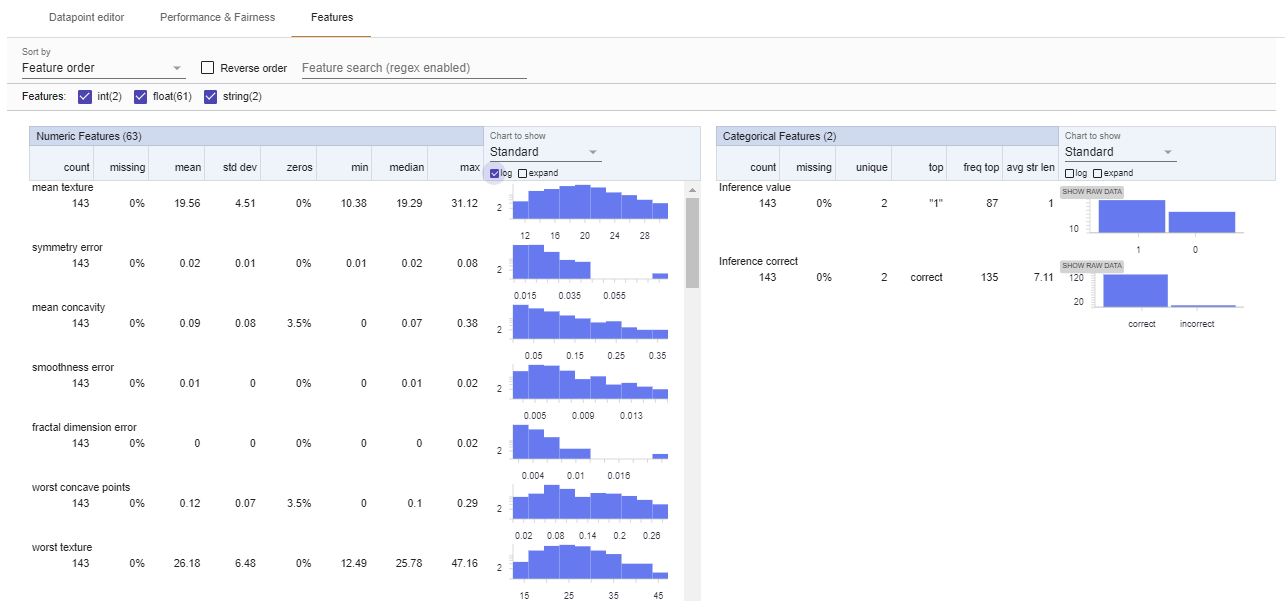 Datapoint editor Performance & Fairness Features
Sort by
Feature order Reverse order Feature search (regex enabled)
Features: int(2) float(61) string(2)
Numeric Features (63)
Chart to show
Standard
log expand
count missing mean std dev zeros min median max
mean texture
143 0% 19.56 4.51 0% 10.38 19.29 31.12
2
12 16 20 24 28
symmetry error
143 0% 0.02 0.01 0% 0.01 0.02 0.08
2
0.015 0.035 0.055
mean concavity
143 0% 0.09 0.08 3.5% 0 0.07 0.38
2
0.05 0.15 0.25 0.35
smoothness error
143 0% 0.01 0 0% 0 0.01 0.02
2
0.005 0.009 0.013
fractal dimension error
143 0% 0 0 0% 0 0 0.02
2
0.004 0.01 0.016
worst concave points
143 0% 0.12 0.07 3.5% 0 0.1 0.29
2
0.02 0.08 0.14 0.2 0.26
worst texture
143 0% 26.18 6.48 0% 12.49 25.78 47.16
2
15 25 35 45
Categorical Features (2)
Chart to show
Standard
log expand
count missing unique top freq top avg str len
Inference value
143 0% 2 "1" 87 1
SHOW RAW DATA
10
1 0
Inference correct
143 0% 2 correct 135 7.11
SHOW RAW DATA
120
20
correct incorrect